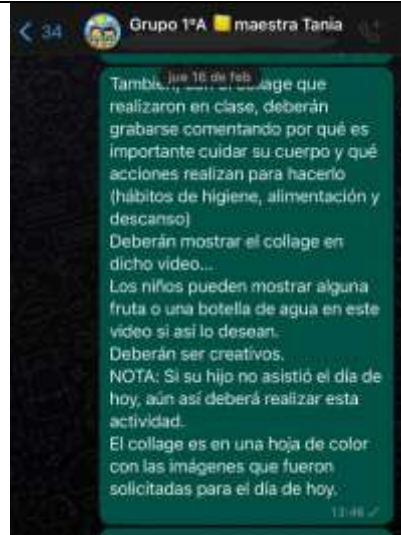 34
Grupo 1°A 🟨 maestra Tania
jue 16 de feb
También, con el collage que
realizaron en clase, deberán
grabarse comentando por qué es
importante cuidar su cuerpo y qué
acciones realizan para hacerlo
(hábitos de higiene, alimentación y
descanso)
Deberán mostrar el collage en
dicho video...
Los niños pueden mostrar alguna
fruta o una botella de agua en este
video si así lo desean.
Deberán ser creativos.
NOTA: Si su hijo no asistió el día de
hoy, aún así deberá realizar esta
actividad.
El collage es en una hoja de color
con las imágenes que fueron
solicitadas para el día de hoy.
13:46